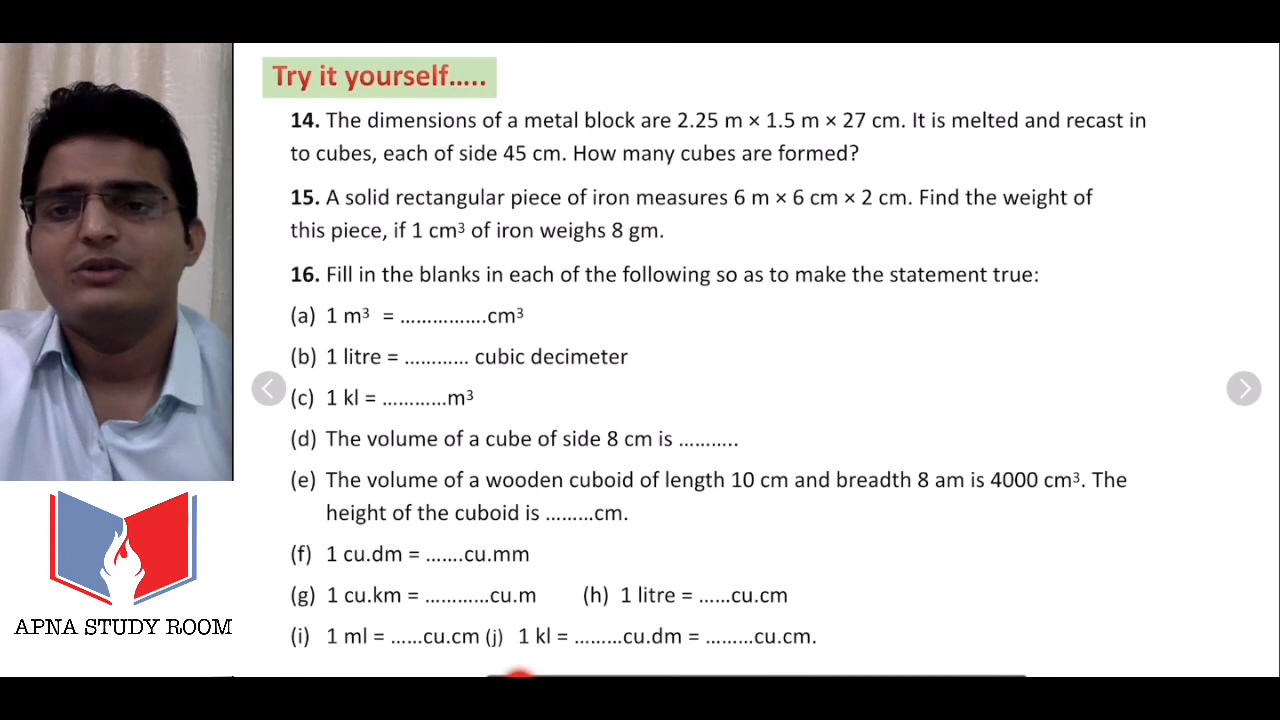 Try it yourself.....
14. The dimensions of a metal block are 2.25 m × 1.5 m × 27 cm. It is melted and recast in
to cubes, each of side 45 cm. How many cubes are formed?
15. A solid rectangular piece of iron measures 6 m × 6 cm × 2 cm. Find the weight of
this piece, if 1 cm³ of iron weighs 8 gm.
16. Fill in the blanks in each of the following so as to make the statement true:
(a) 1 m³ = ...............cm³
(b) 1 litre = ........... cubic decimeter
(c) 1 kl = ...........m³
(d) The volume of a cube of side 8 cm is ...........
(e) The volume of a wooden cuboid of length 10 cm and breadth 8 am is 4000 cm³. The
height of the cuboid is .........cm.
(f) 1 cu.dm = .......cu.mm
(g) 1 cu.km = ............cu.m (h) 1 litre = ......cu.cm
(i) 1 ml = ......cu.cm (j) 1 kl = .........cu.dm = .........cu.cm.
APNA STUDY ROOM